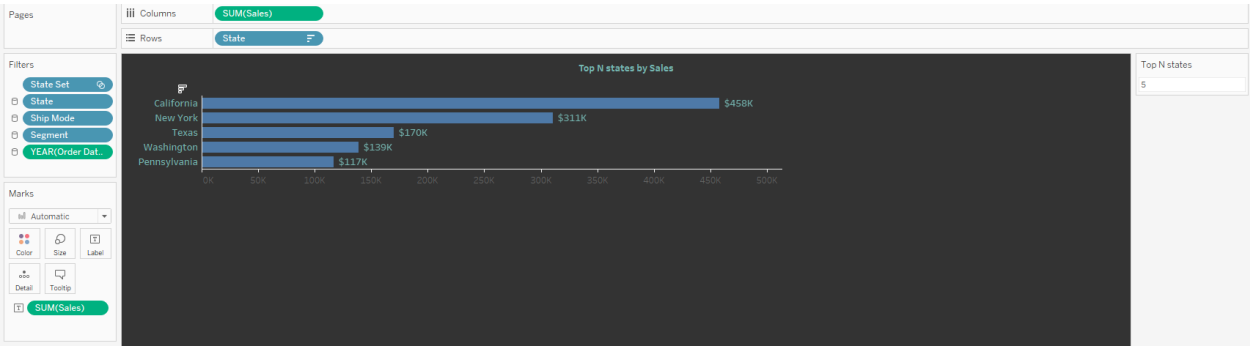 Pages
Columns
SUM(Sales)
Rows
State
Filters
State Set
State
Ship Mode
Segment
YEAR(Order Dat..
Marks
Automatic
Color
Size
Label
Detail
Tooltip
SUM(Sales)
Top N states by Sales
California
$458K
New York
$311K
Texas
$170K
Washington
$139K
Pennsylvania
$117K
0K 50K 100K 150K 200K 250K 300K 350K 400K 450K 500K
Top N states
5